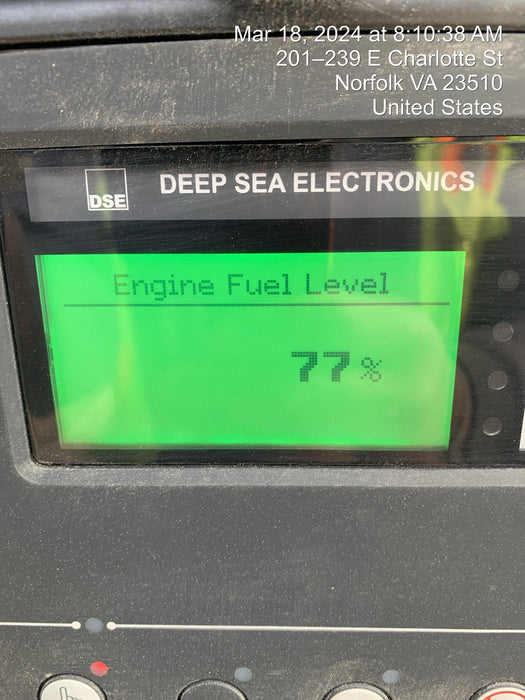 Mar 18, 2024 at 8:10:38 AM
201–239 E Charlotte St
Norfolk VA 23510
United States
DSE
DEEP SEA ELECTRONICS
Engine Fuel Level
77%